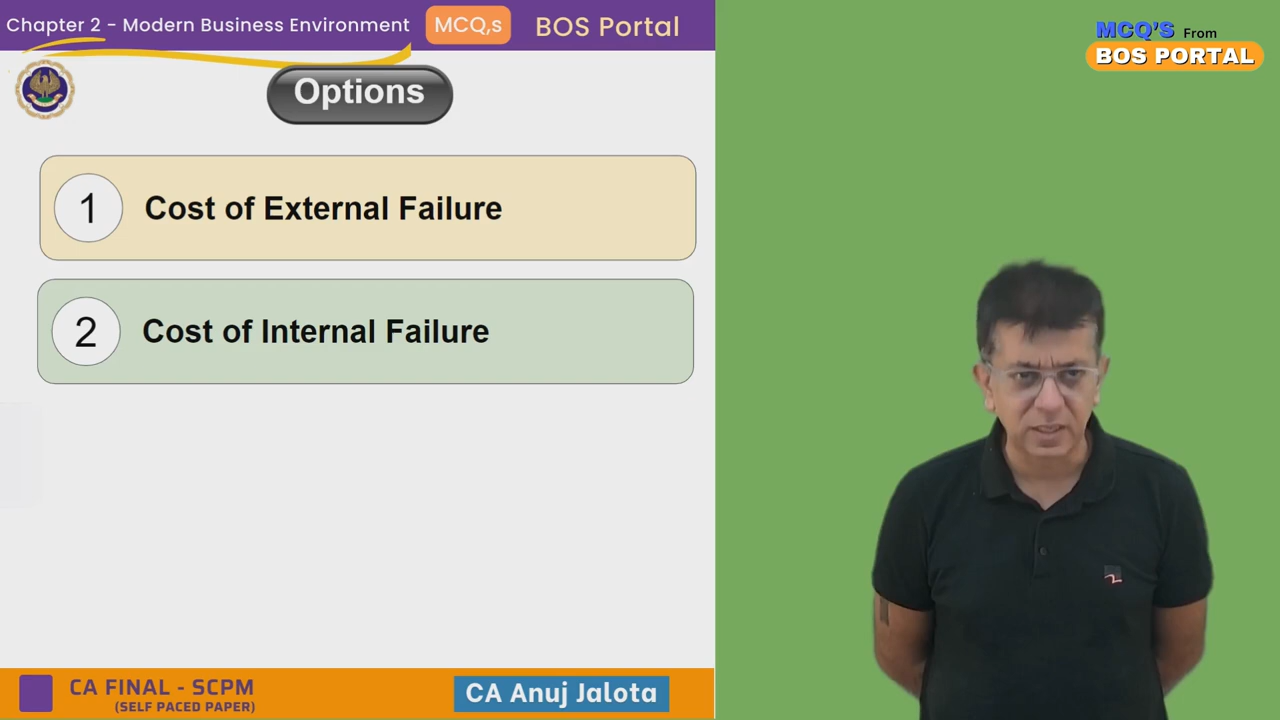 Chapter 2 - Modern Business Environment
MCQ,s
BOS Portal
MCQ'S From
BOS PORTAL
Options
1 Cost of External Failure
2 Cost of Internal Failure
CA FINAL - SCPM
(SELF PACED PAPER)
CA Anuj Jalota